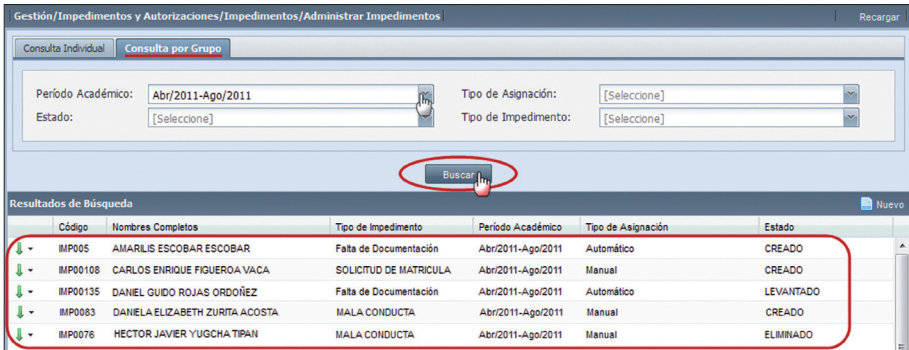 Gestión/Impedimentos y Autorizaciones/Impedimentos/Administrar Impedimentos Recargar
Consulta Individual Consulta por Grupo
Período Académico: Abr/2011-Ago/2011 Tipo de Asignación: [Seleccione]
Estado: [Seleccione] Tipo de Impedimento: [Seleccione]
Buscar
Resultados de Búsqueda Nuevo
Código Nombres Completos Tipo de Impedimento Período Académico Tipo de Asignación Estado
IMP005 AMARILIS ESCOBAR ESCOBAR Falta de Documentación Abr/2011-Ago/2011 Automático CREADO
IMP00108 CARLOS ENRIQUE FIGUEROA VACA SOLICITUD DE MATRICULA Abr/2011-Ago/2011 Manual CREADO
IMP00135 DANIEL GUIDO ROJAS ORDOÑEZ Falta de Documentación Abr/2011-Ago/2011 Automático LEVANTADO
IMP0083 DANIELA ELIZABETH ZURITA ACOSTA MALA CONDUCTA Abr/2011-Ago/2011 Manual CREADO
IMP0076 HECTOR JAVIER YUGCHA TIPAN MALA CONDUCTA Abr/2011-Ago/2011 Manual ELIMINADO